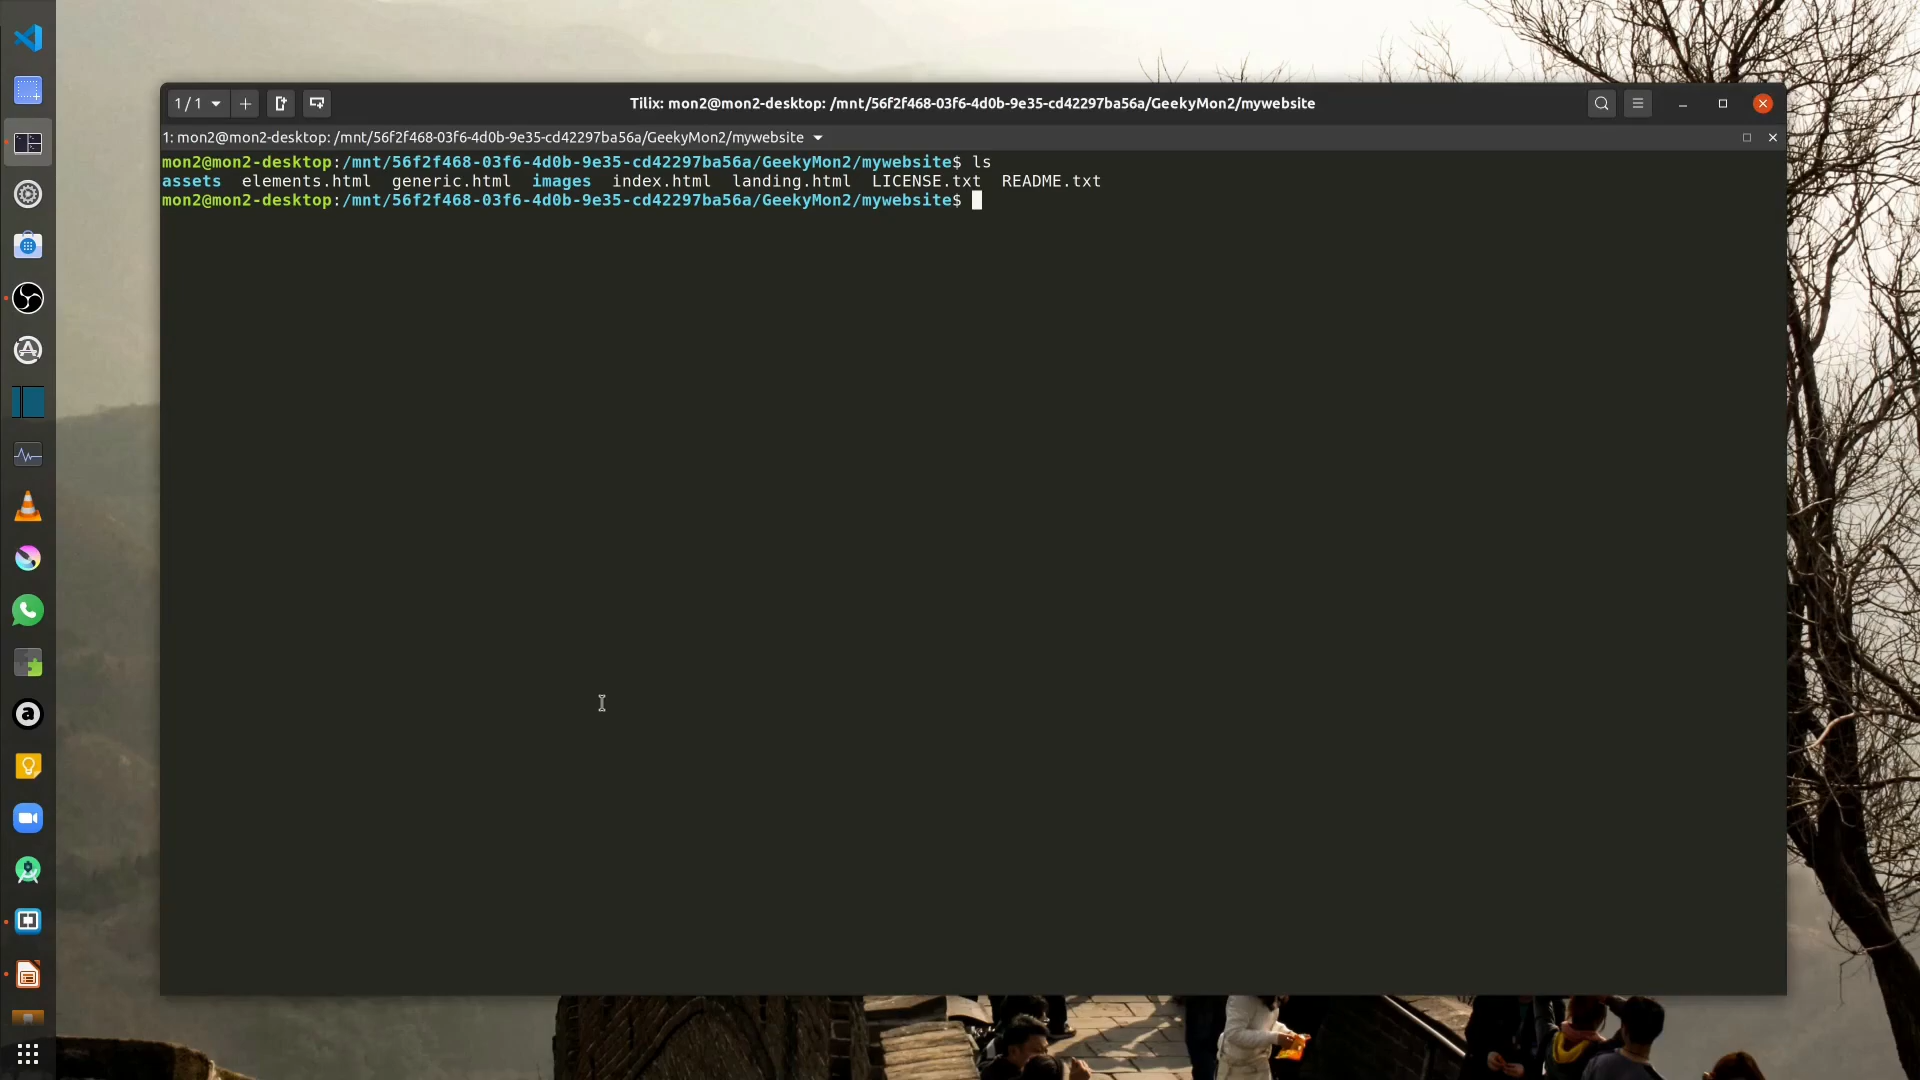 1 / 1
Tilix: mon2@mon2-desktop: /mnt/56f2f468-03f6-4d0b-9e35-cd42297ba56a/GeekyMon2/mywebsite
1: mon2@mon2-desktop: /mnt/56f2f468-03f6-4d0b-9e35-cd42297ba56a/GeekyMon2/mywebsite
mon2@mon2-desktop:/mnt/56f2f468-03f6-4d0b-9e35-cd42297ba56a/GeekyMon2/mywebsite$ ls
assets  elements.html  generic.html  images  index.html  landing.html  LICENSE.txt  README.txt
mon2@mon2-desktop:/mnt/56f2f468-03f6-4d0b-9e35-cd42297ba56a/GeekyMon2/mywebsite$